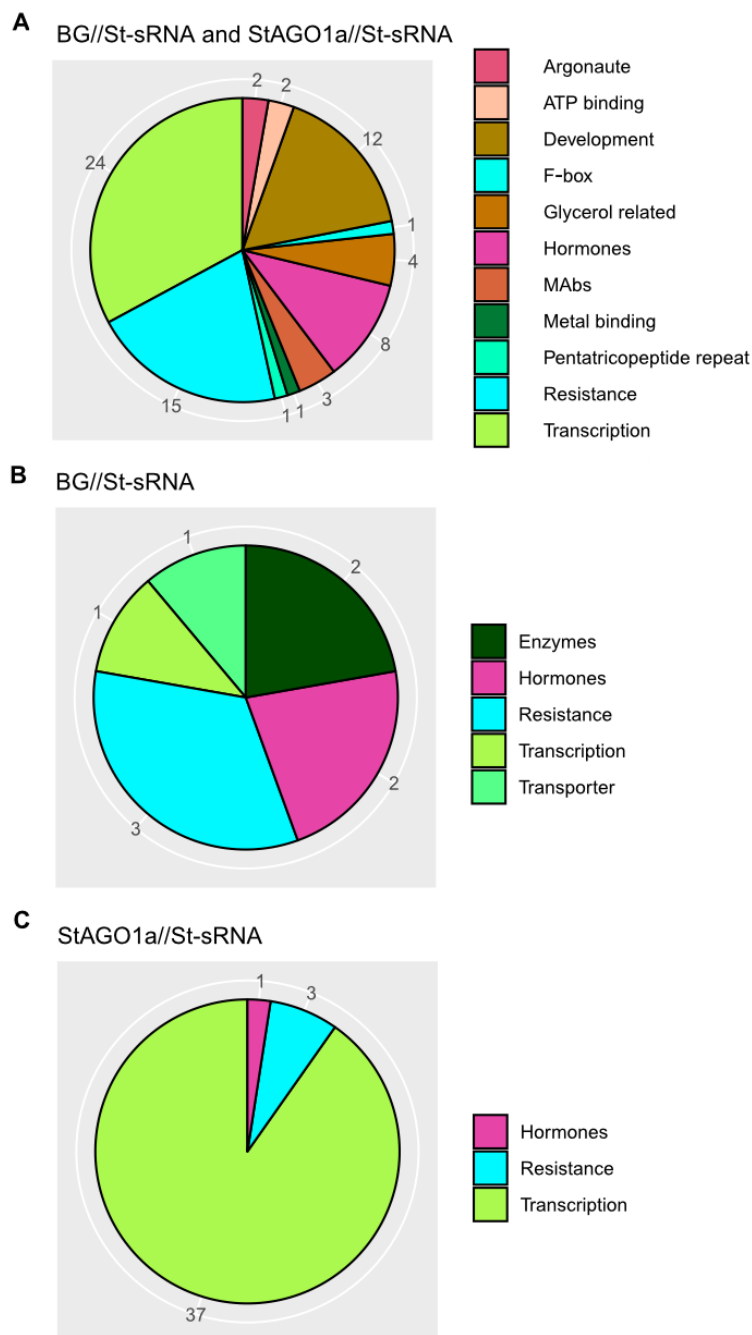 A
BG//St-sRNA and StAGO1a//St-sRNA
2
2
12
1
4
8
3
1
1
15
24
Argonaute
ATP binding
Development
F-box
Glycerol related
Hormones
MAbs
Metal binding
Pentatricopeptide repeat
Resistance
Transcription
B
BG//St-sRNA
1
2
1
2
3
Enzymes
Hormones
Resistance
Transcription
Transporter
C
StAGO1a//St-sRNA
1
3
37
Hormones
Resistance
Transcription